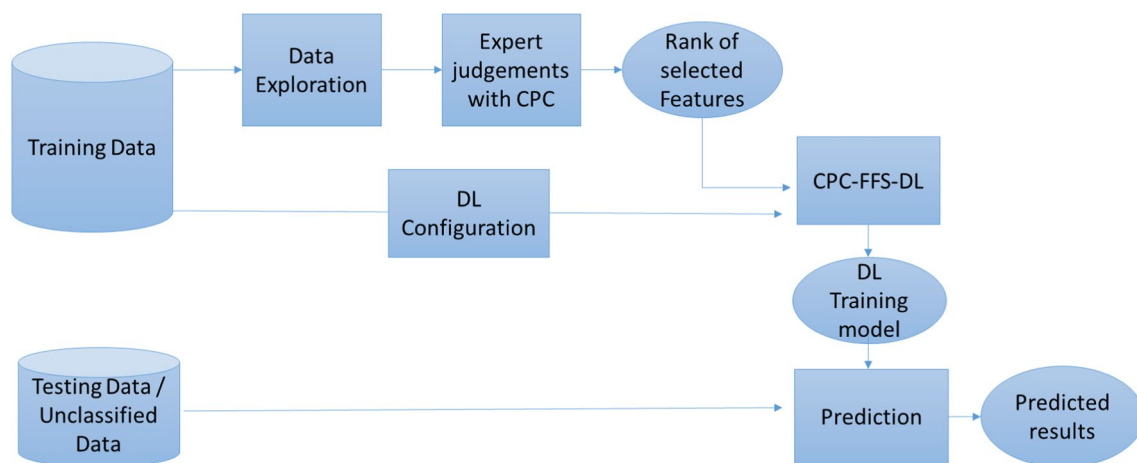 Training Data
Data
Exploration
Expert
judgements
with CPC
Rank of
selected
Features
DL
Configuration
CPC-FFS-DL
DL
Training
model
Testing Data /
Unclassified
Data
Prediction
Predicted
results